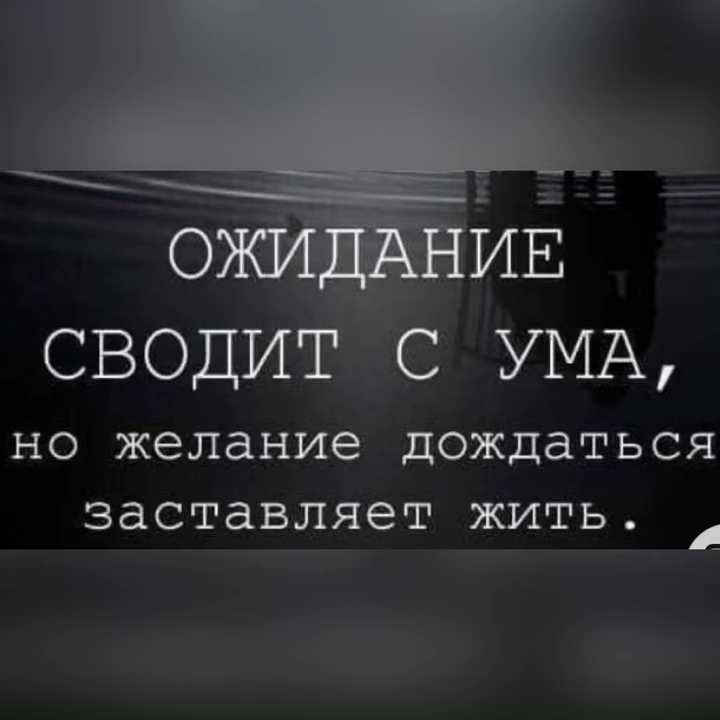 ОЖИДАНИЕ
СВОДИТ С УМА,
но желание дождаться
заставляет жить.